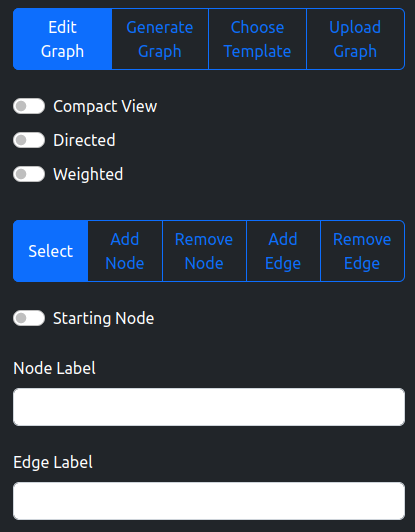 Edit Generate Choose Upload
Graph Graph Template Graph
Compact View
Directed
Weighted
Select Add Remove Add Remove
Node Node Edge Edge
Starting Node
Node Label
Edge Label